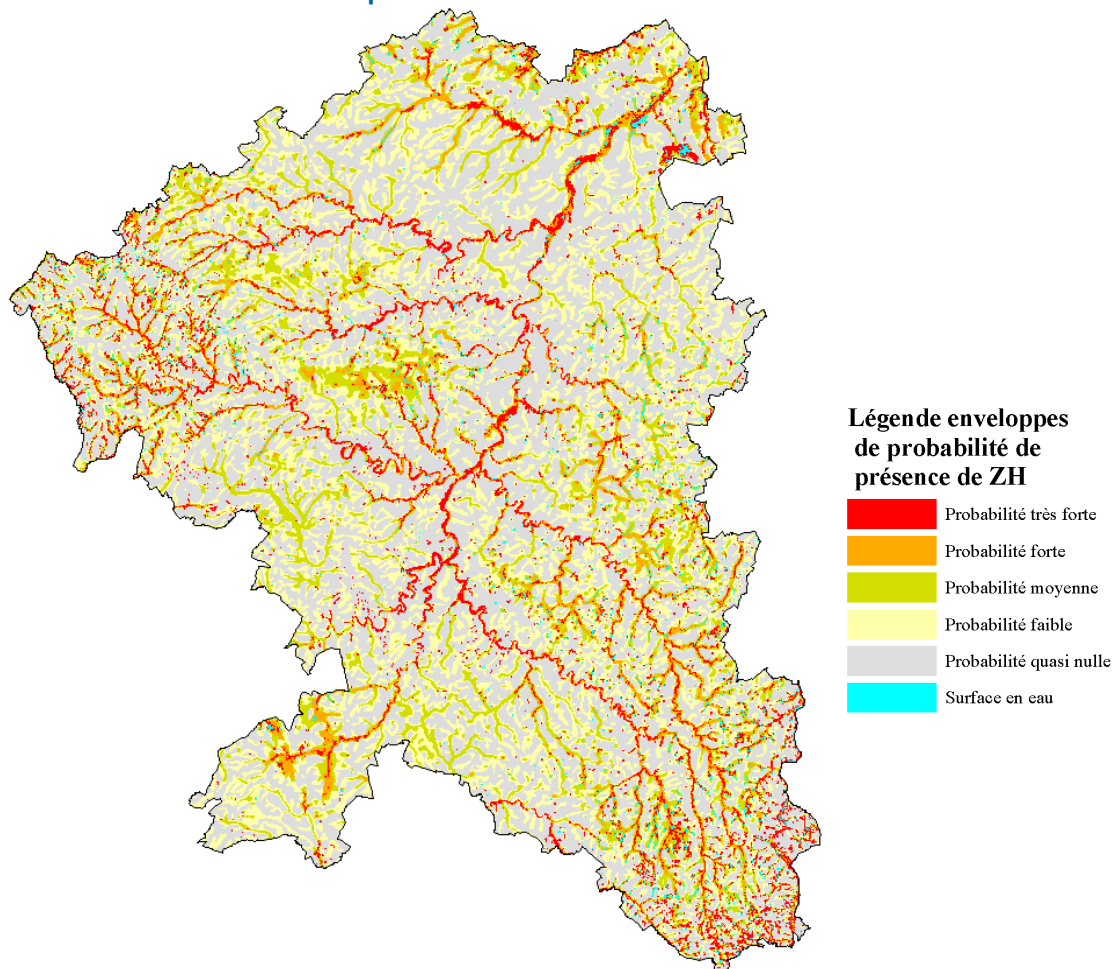 Légende enveloppes
de probabilité de
présence de ZH
Probabilité très forte
Probabilité forte
Probabilité moyenne
Probabilité faible
Probabilité quasi nulle
Surface en eau